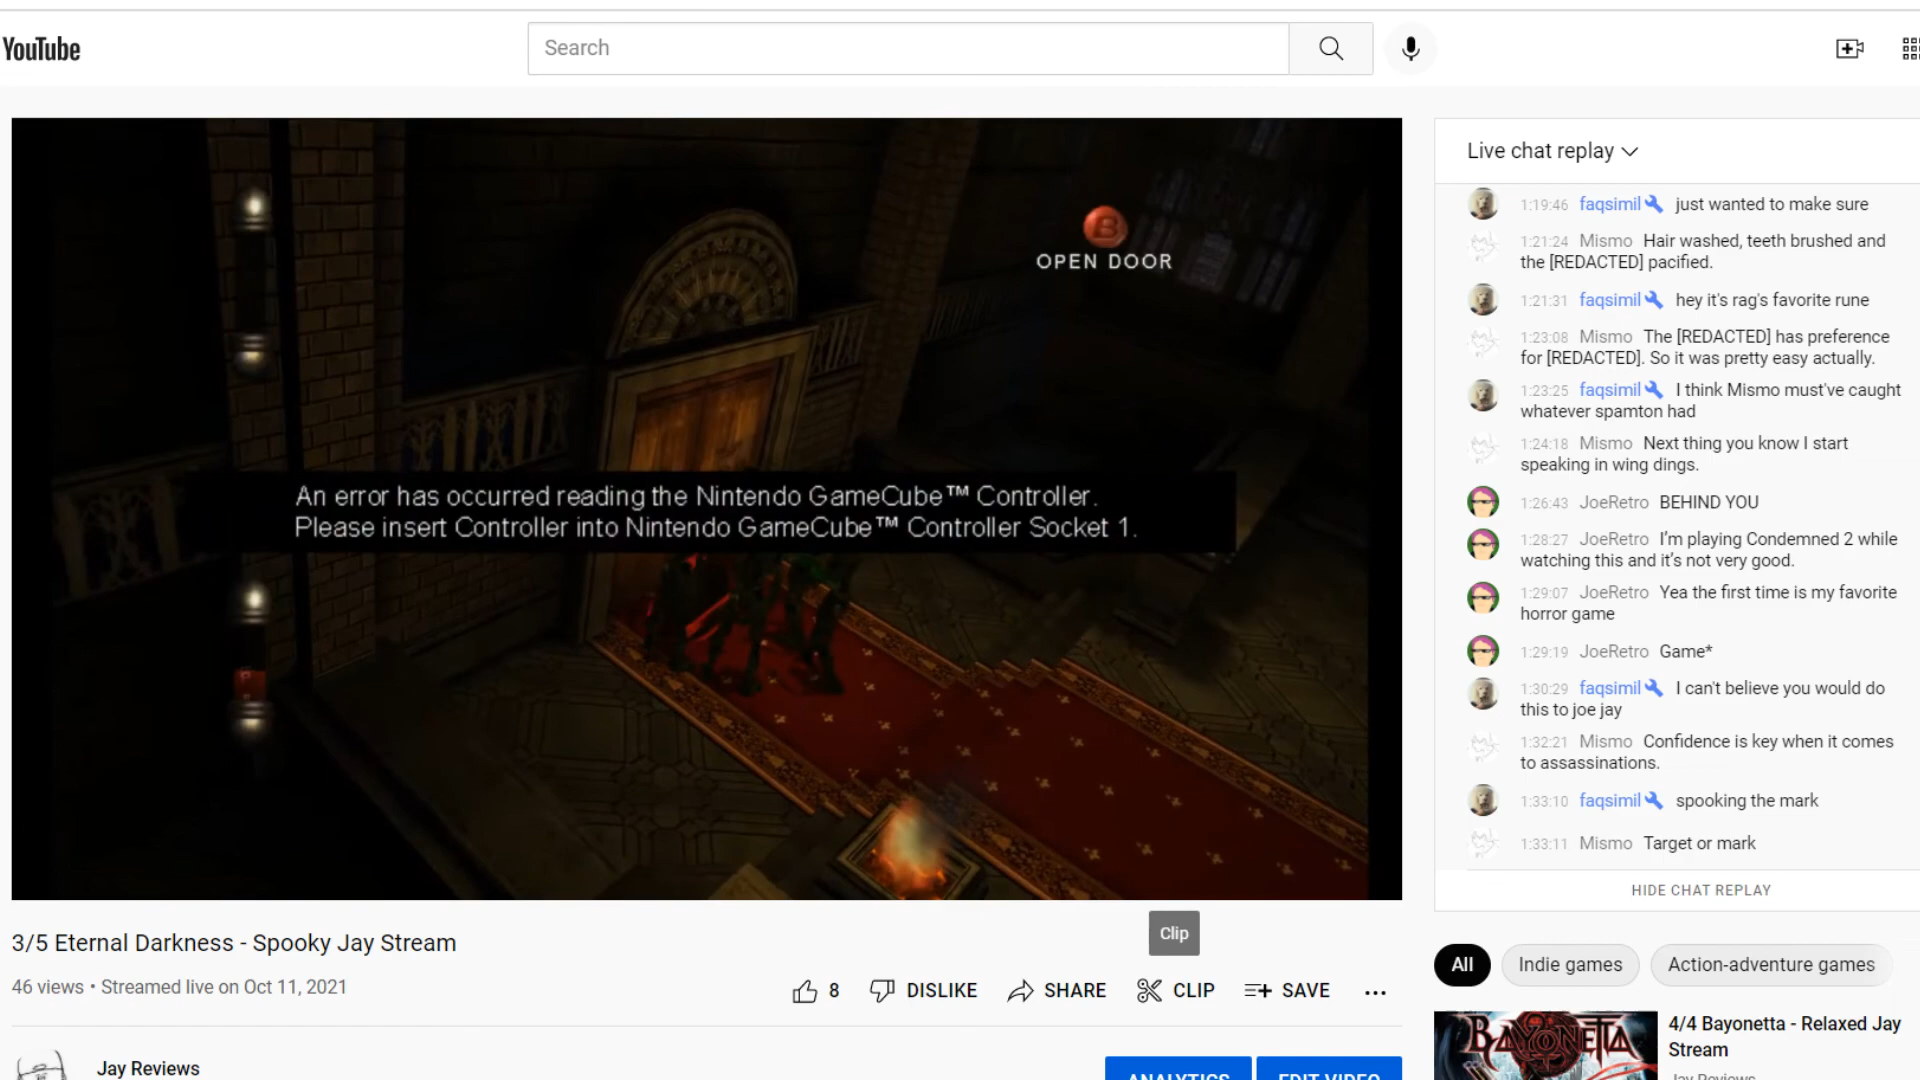 YouTube
Search
B
OPEN DOOR
An error has occurred reading the Nintendo GameCube™ Controller.
Please insert Controller into Nintendo GameCube™ Controller Socket 1.
Live chat replay
1:19:46 faqsimil just wanted to make sure
1:21:24 Mismo Hair washed, teeth brushed and
the [REDACTED] pacified.
1:21:31 faqsimil hey it's rag's favorite rune
1:23:08 Mismo The [REDACTED] has preference
for [REDACTED]. So it was pretty easy actually.
1:23:25 faqsimil I think Mismo must've caught
whatever spamton had
1:24:18 Mismo Next thing you know I start
speaking in wing dings.
1:26:43 JoeRetro BEHIND YOU
1:28:27 JoeRetro I’m playing Condemned 2 while
watching this and it’s not very good.
1:29:07 JoeRetro Yea the first time is my favorite
horror game
1:29:19 JoeRetro Game*
1:30:29 faqsimil I can't believe you would do
this to joe jay
1:32:21 Mismo Confidence is key when it comes
to assassinations.
1:33:10 faqsimil spooking the mark
1:33:11 Mismo Target or mark
HIDE CHAT REPLAY
Clip
3/5 Eternal Darkness - Spooky Jay Stream
46 views • Streamed live on Oct 11, 2021
8 DISLIKE SHARE CLIP SAVE ...
Jay Reviews
ANALYTICS EDIT VIDEO
All Indie games Action-adventure games
BAYONETTA
4/4 Bayonetta - Relaxed Jay
Stream
Jay Reviews